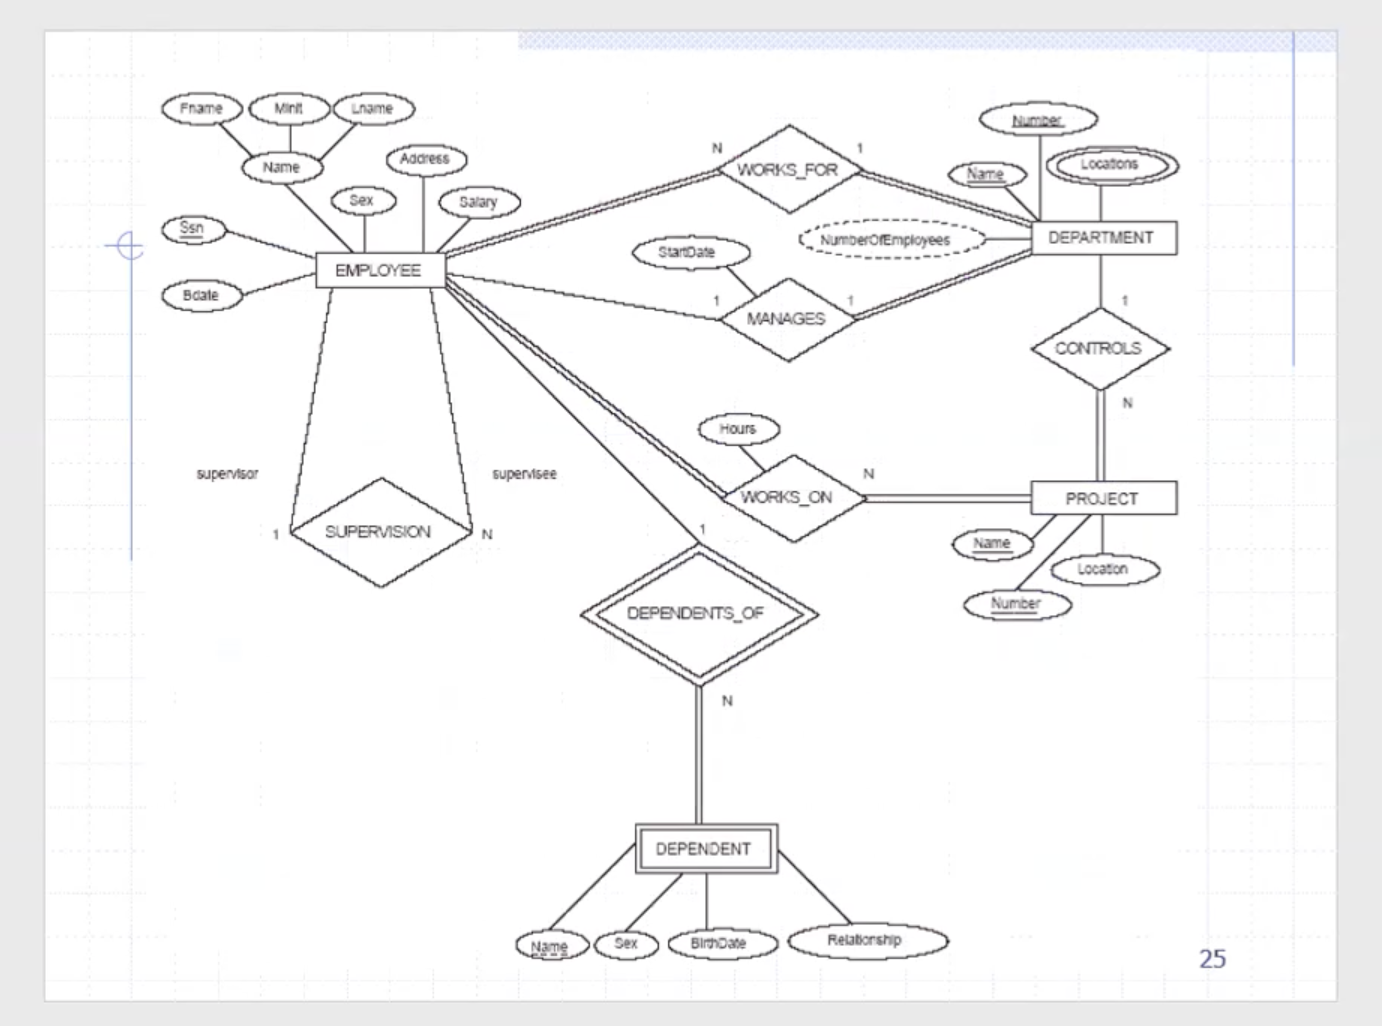 Fname Minit Lname
Number
N 1
Name Address WORKS_FOR Name Locations
Sex Salary
Ssn NumberOfEmployees DEPARTMENT
StartDate
EMPLOYEE
Bdate 1 1 1
MANAGES
CONTROLS
N
Hours
supervisor supervisee N
WORKS_ON PROJECT
1 SUPERVISION N 1
Name
Location
Number
DEPENDENTS_OF
N
DEPENDENT
Name Sex BirthDate Relationship
25